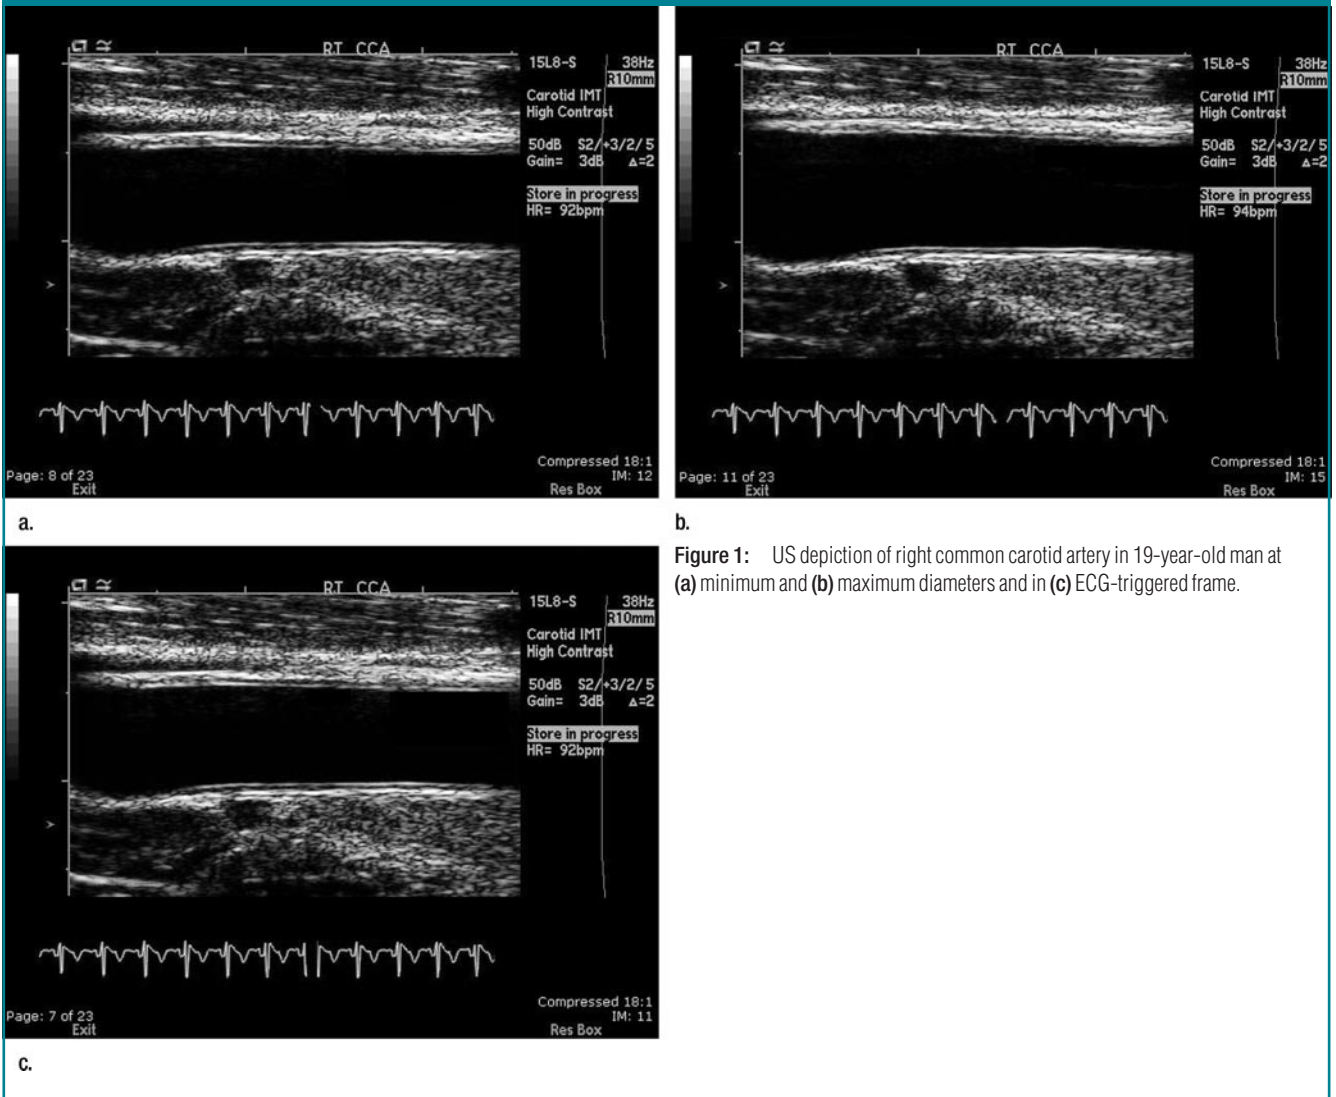 RT CCA
15L8-S 38Hz
R10mm
Carotid IMT
High Contrast
50dB S2/+3/2/5
Gain= 3dB Δ=2
Store in progress
HR= 92bpm
Compressed 18:1
Page: 8 of 23 IM: 12
Exit Res Box
a.
RT CCA
15L8-S 38Hz
R10mm
Carotid IMT
High Contrast
50dB S2/+3/2/5
Gain= 3dB Δ=2
Store in progress
HR= 94bpm
Compressed 18:1
Page: 11 of 23 IM: 15
Exit Res Box
b.
Figure 1: US depiction of right common carotid artery in 19-year-old man at
(a) minimum and (b) maximum diameters and in (c) ECG-triggered frame.
RT CCA
15L8-S 38Hz
R10mm
Carotid IMT
High Contrast
50dB S2/+3/2/5
Gain= 3dB Δ=2
Store in progress
HR= 92bpm
Compressed 18:1
Page: 7 of 23 IM: 11
Exit Res Box
c.